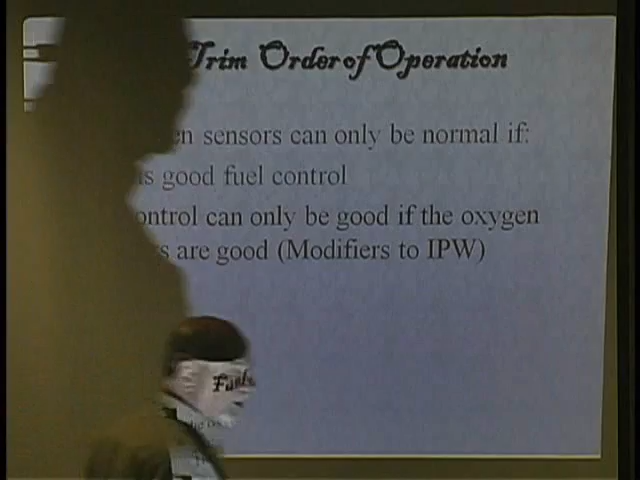 Trim Order of Operation
en sensors can only be normal if:
is good fuel control
ontrol can only be good if the oxygen
s are good (Modifiers to IPW)